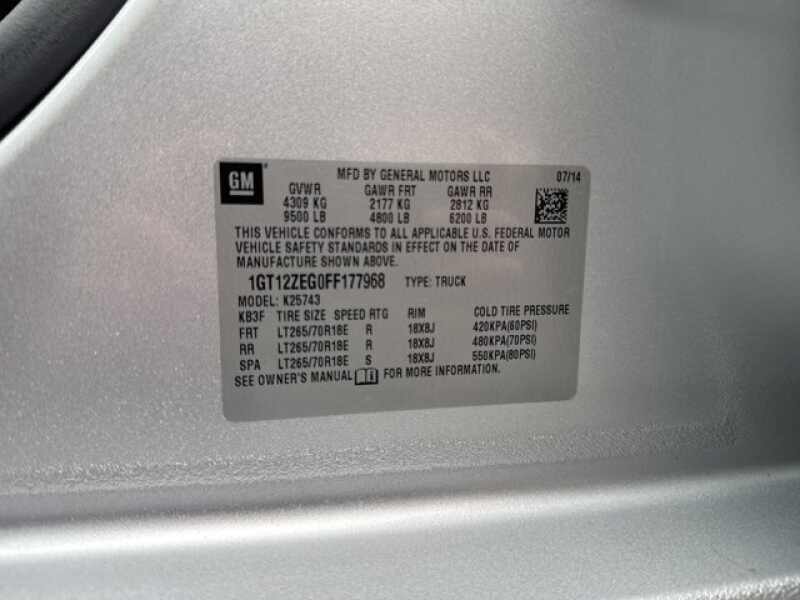 GM
MFD BY GENERAL MOTORS LLC 07/14
GVWR GAWR FRT GAWR RR
4309 KG 2177 KG 2812 KG
9500 LB 4800 LB 6200 LB
THIS VEHICLE CONFORMS TO ALL APPLICABLE U.S. FEDERAL MOTOR
VEHICLE SAFETY STANDARDS IN EFFECT ON THE DATE OF
MANUFACTURE SHOWN ABOVE.
1GT12ZEG0FF177968 TYPE: TRUCK
MODEL: K25743
KB3F TIRE SIZE SPEED RTG RIM COLD TIRE PRESSURE
FRT LT265/70R18E R 18X8J 420KPA(60PSI)
RR LT265/70R18E R 18X8J 480KPA(70PSI)
SPA LT265/70R18E S 18X8J 550KPA(80PSI)
SEE OWNER'S MANUAL FOR MORE INFORMATION.